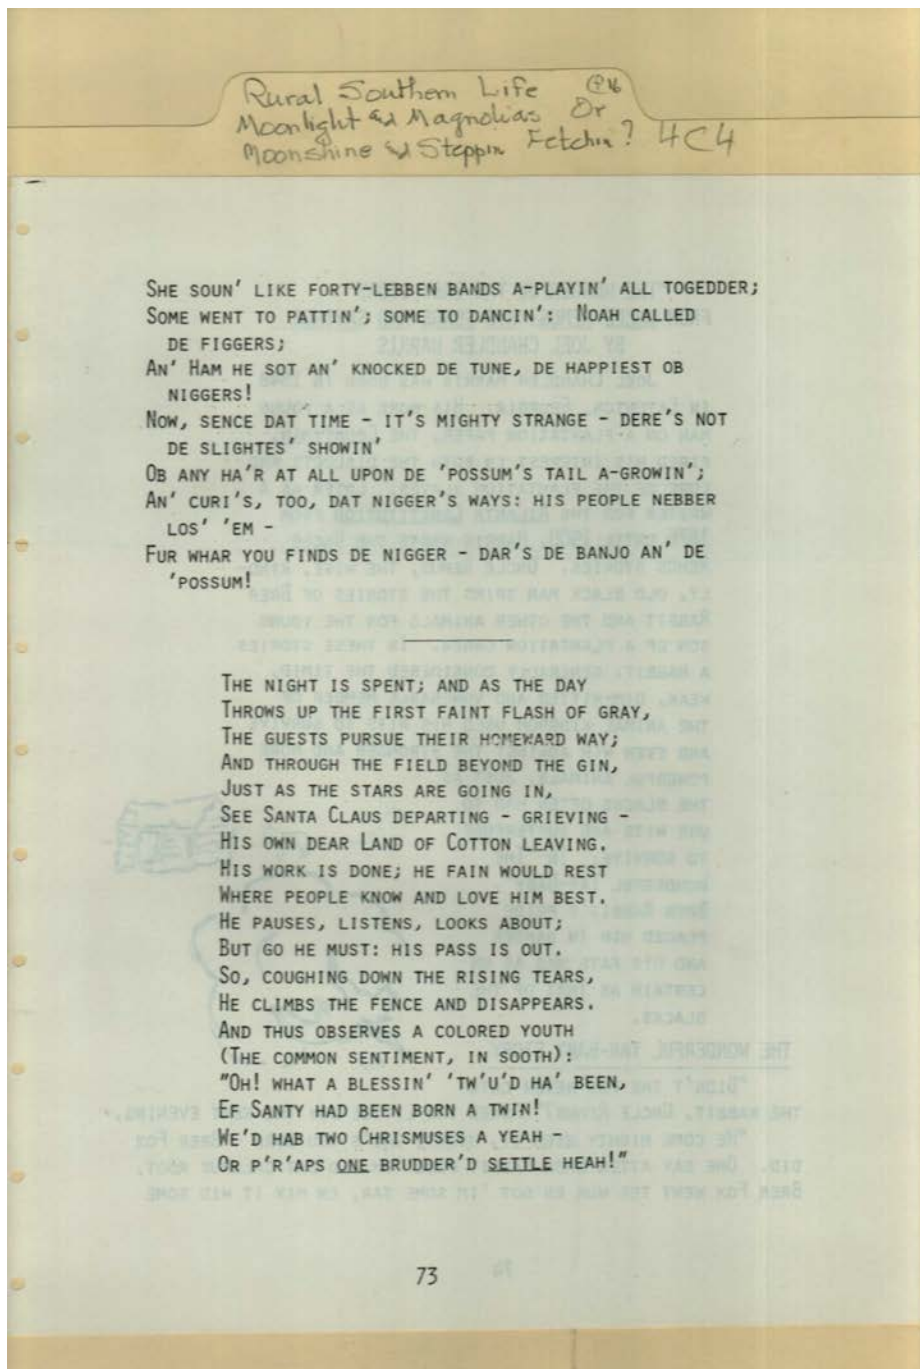 Rural Southern Life
Moonlight & Magnolias Or
Moonshine & Steppin Fetchin? 4C4
SHE SOUN' LIKE FORTY-LEBBEN BANDS A-PLAYIN' ALL TOGEDDER;
SOME WENT TO PATTIN'; SOME TO DANCIN': NOAH CALLED
DE FIGGERS;
AN' HAM HE SOT AN' KNOCKED DE TUNE, DE HAPPIEST OB
NIGGERS!
NOW, SENCE DAT TIME - IT'S MIGHTY STRANGE - DERE'S NOT
DE SLIGHTES' SHOWIN'
OB ANY HA'R AT ALL UPON DE 'POSSUM'S TAIL A-GROWIN';
AN' CURI'S, TOO, DAT NIGGER'S WAYS: HIS PEOPLE NEBBER
LOS' 'EM -
FUR WHAR YOU FINDS DE NIGGER - DAR'S DE BANJO AN' DE
'POSSUM!
THE NIGHT IS SPENT; AND AS THE DAY
THROWS UP THE FIRST FAINT FLASH OF GRAY,
THE GUESTS PURSUE THEIR HOMEWARD WAY;
AND THROUGH THE FIELD BEYOND THE GIN,
JUST AS THE STARS ARE GOING IN,
SEE SANTA CLAUS DEPARTING - GRIEVING -
HIS OWN DEAR LAND OF COTTON LEAVING.
HIS WORK IS DONE; HE FAIN WOULD REST
WHERE PEOPLE KNOW AND LOVE HIM BEST.
HE PAUSES, LISTENS, LOOKS ABOUT;
BUT GO HE MUST: HIS PASS IS OUT.
SO, COUGHING DOWN THE RISING TEARS,
HE CLIMBS THE FENCE AND DISAPPEARS.
AND THUS OBSERVES A COLORED YOUTH
(THE COMMON SENTIMENT, IN SOOTH):
"OH! WHAT A BLESSIN' 'TW'U'D HA' BEEN,
EF SANTY HAD BEEN BORN A TWIN!
WE'D HAB TWO CHRISMUSES A YEAH -
OR P'R'APS ONE BRUDDER'D SETTLE HEAH!"
73